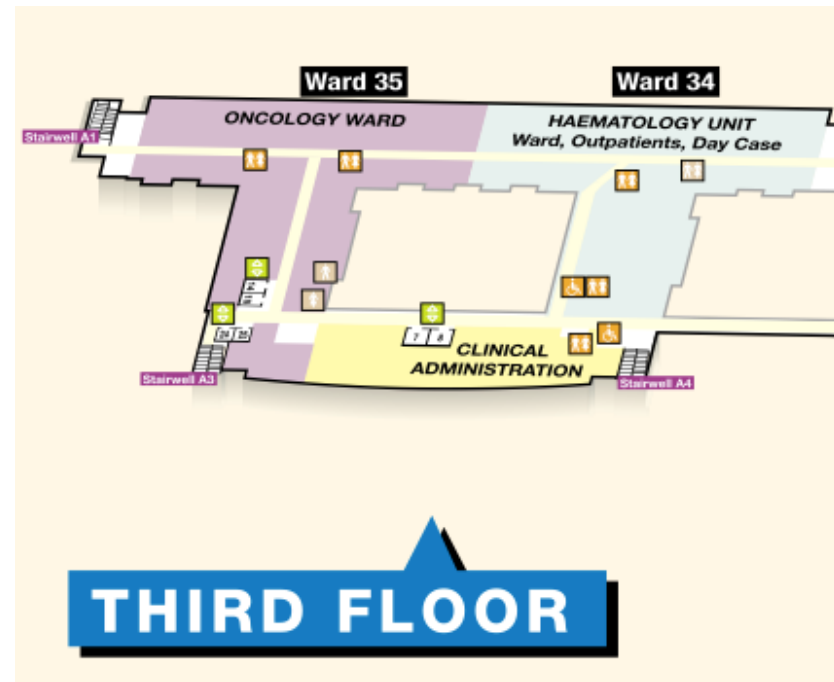 Ward 35
Ward 34
ONCOLOGY WARD
HAEMATOLOGY UNIT
Ward, Outpatients, Day Case
Stairwell A1
7 8
CLINICAL
ADMINISTRATION
Stairwell A3
Stairwell A4
THIRD FLOOR